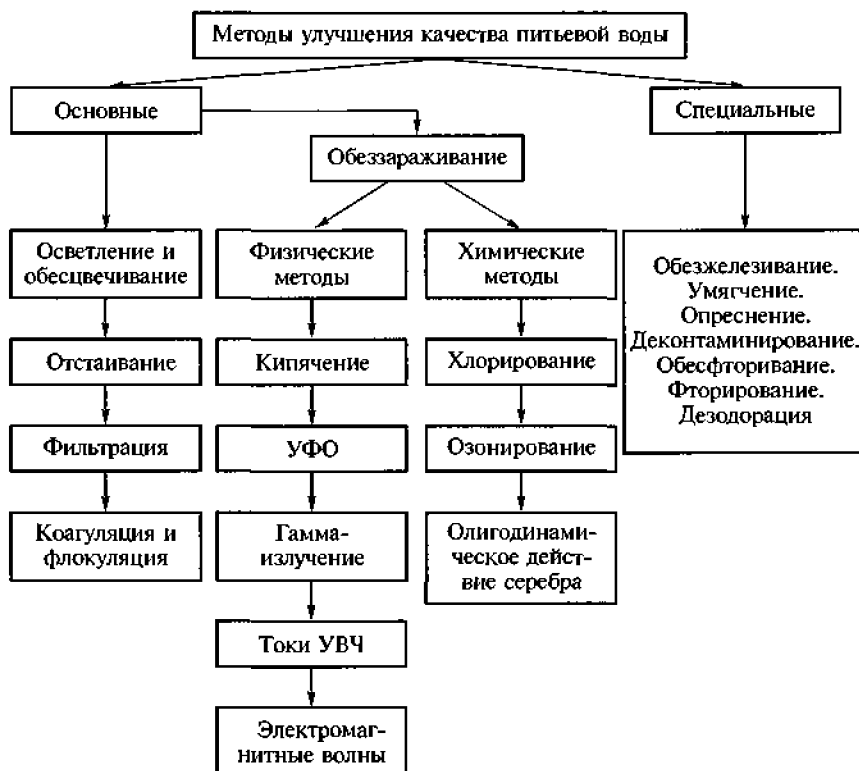 Методы улучшения качества питьевой воды
Основные
Специальные
Обеззараживание
Осветление и
обесцвечивание
Физические
методы
Химические
методы
Обезжелезивание.
Умягчение.
Опреснение.
Деконтаминирование.
Обесфторивание.
Фторирование.
Дезодорация
Отстаивание
Кипячение
Хлорирование
Фильтрация
УФО
Озонирование
Коагуляция и
флокуляция
Гамма-
излучение
Олигодинами-
ческое дейст-
вие серебра
Токи УВЧ
Электромаг-
нитные волны